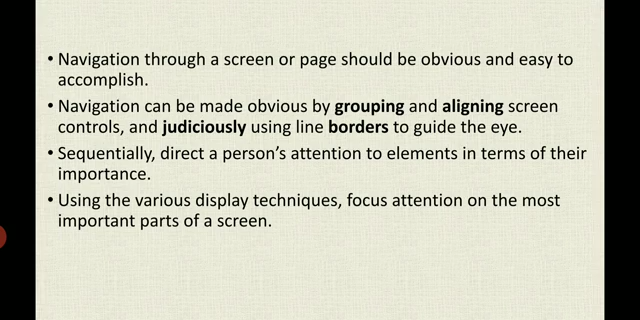 • Navigation through a screen or page should be obvious and easy to
accomplish.
• Navigation can be made obvious by grouping and aligning screen
controls, and judiciously using line borders to guide the eye.
• Sequentially, direct a person's attention to elements in terms of their
importance.
• Using the various display techniques, focus attention on the most
important parts of a screen.